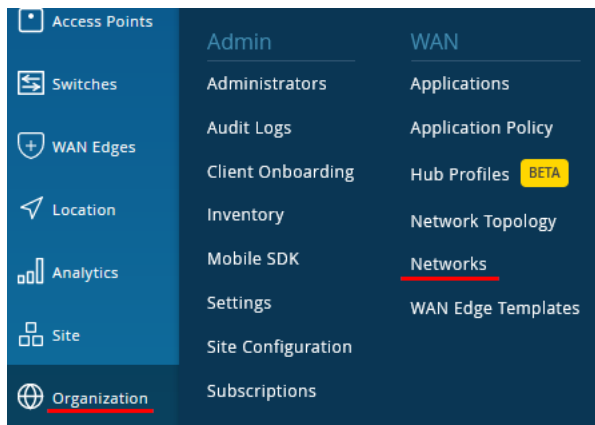 Access Points
Switches
WAN Edges
Location
Analytics
Site
Organization
Admin
Administrators
Audit Logs
Client Onboarding
Inventory
Mobile SDK
Settings
Site Configuration
Subscriptions
WAN
Applications
Application Policy
Hub Profiles BETA
Network Topology
Networks
WAN Edge Templates